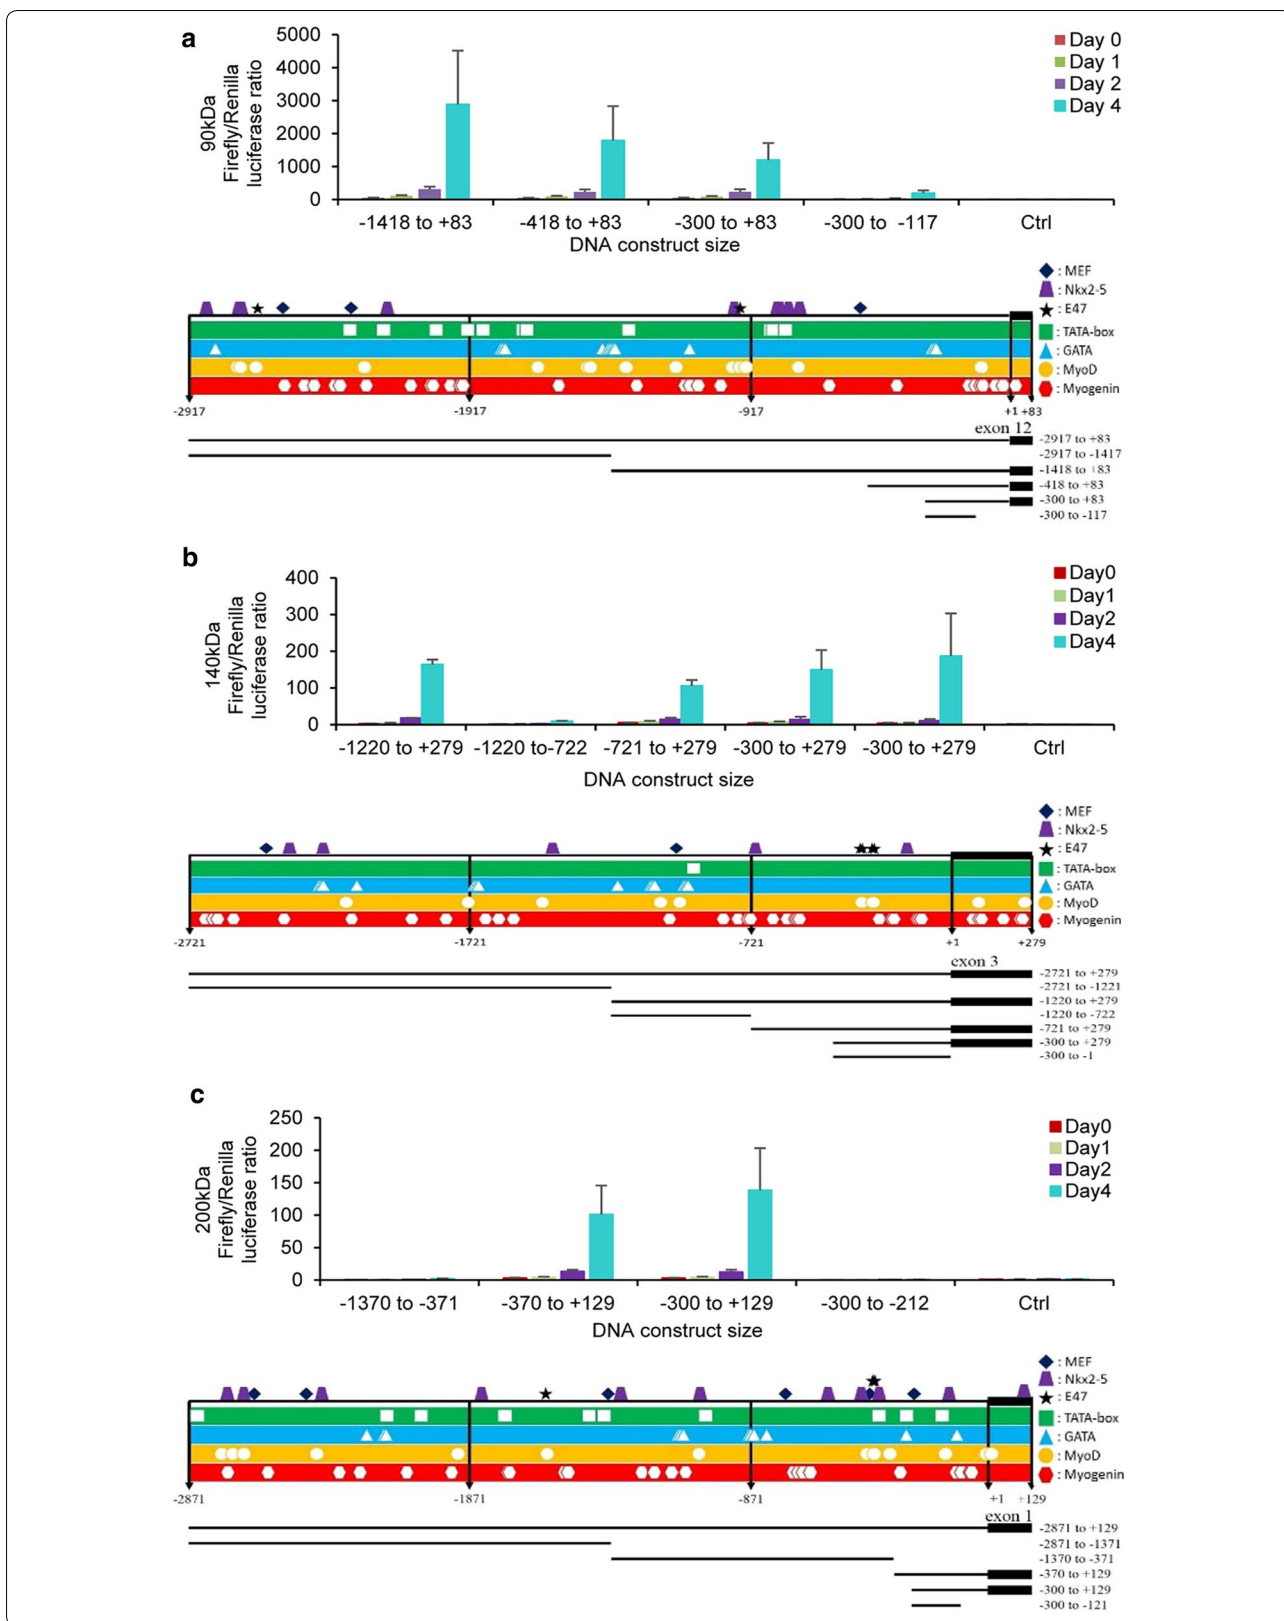 a
5000
4000
3000
2000
1000
0
90kDa
Firefly/Renilla
luciferase ratio
Day 0
Day 1
Day 2
Day 4
-1418 to +83
-418 to +83
-300 to +83
-300 to -117
Ctrl
DNA construct size
: MEF
: Nkx2-5
: E47
: TATA-box
: GATA
: MyoD
: Myogenin
-2917
-1917
-917
+1 +83
exon 12
-2917 to +83
-2917 to -1417
-1418 to +83
-418 to +83
-300 to +83
-300 to -117
b
400
300
200
100
0
140kDa
Firefly/Renilla
luciferase ratio
Day0
Day1
Day2
Day4
-1220 to +279
-1220 to-722
-721 to +279
-300 to +279
-300 to +279
Ctrl
DNA construct size
: MEF
: Nkx2-5
: E47
: TATA-box
: GATA
: MyoD
: Myogenin
-2721
-1721
-721
+1
+279
exon 3
-2721 to +279
-2721 to -1221
-1220 to +279
-1220 to -722
-721 to +279
-300 to +279
-300 to -1
c
250
200
150
100
50
0
200kDa
Firefly/Renilla
luciferase ratio
Day0
Day1
Day2
Day4
-1370 to -371
-370 to +129
-300 to +129
-300 to -212
Ctrl
DNA construct size
: MEF
: Nkx2-5
: E47
: TATA-box
: GATA
: MyoD
: Myogenin
-2871
-1871
-871
+1
+129
exon 1
-2871 to +129
-2871 to -1371
-1370 to -371
-370 to +129
-300 to +129
-300 to -121